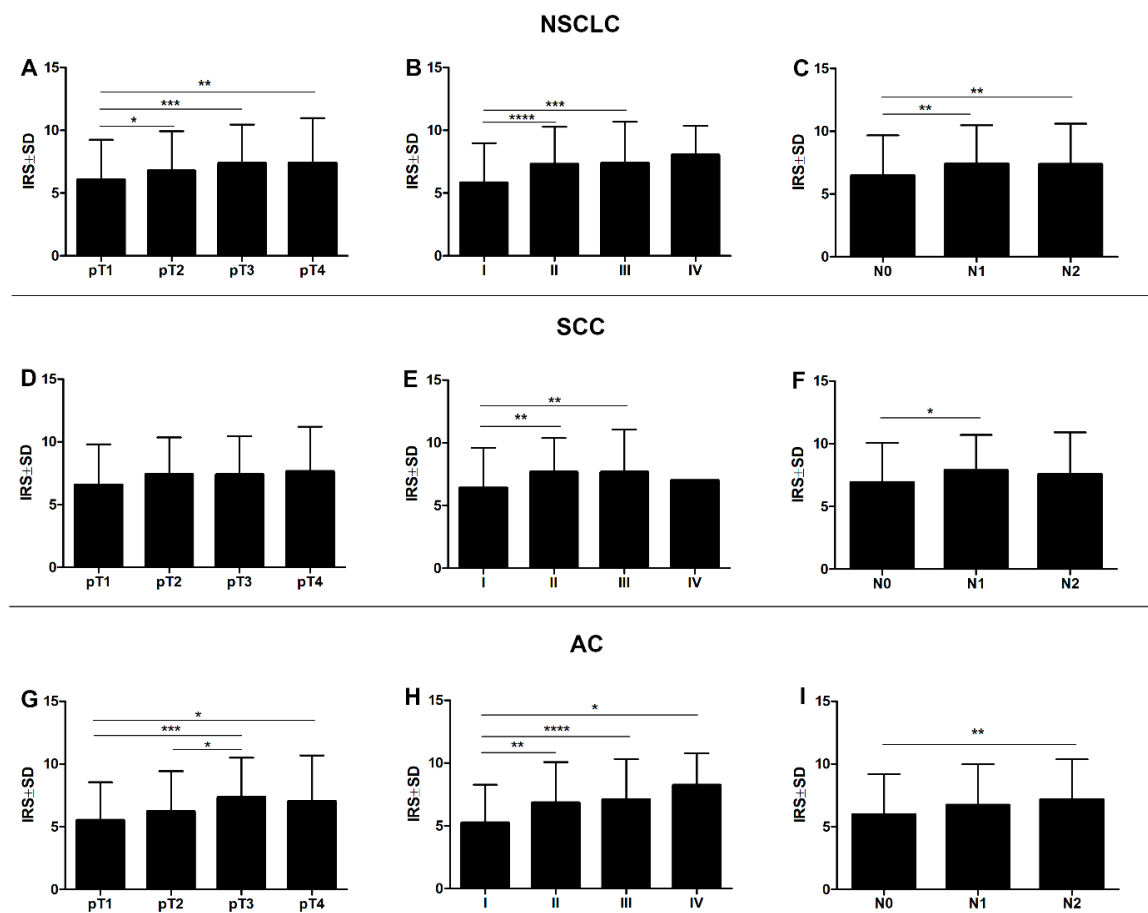 NSCLC
A
15
10
5
0
IRS±SD
**
***
*
pT1 pT2 pT3 pT4
B
15
10
5
0
IRS±SD
***
****
I II III IV
C
15
10
5
0
IRS±SD
**
**
N0 N1 N2
SCC
D
15
10
5
0
IRS±SD
pT1 pT2 pT3 pT4
E
15
10
5
0
IRS±SD
**
**
I II III IV
F
15
10
5
0
IRS±SD
*
N0 N1 N2
AC
G
15
10
5
0
IRS±SD
*
***
*
pT1 pT2 pT3 pT4
H
15
10
5
0
IRS±SD
*
****
**
I II III IV
I
15
10
5
0
IRS±SD
**
N0 N1 N2